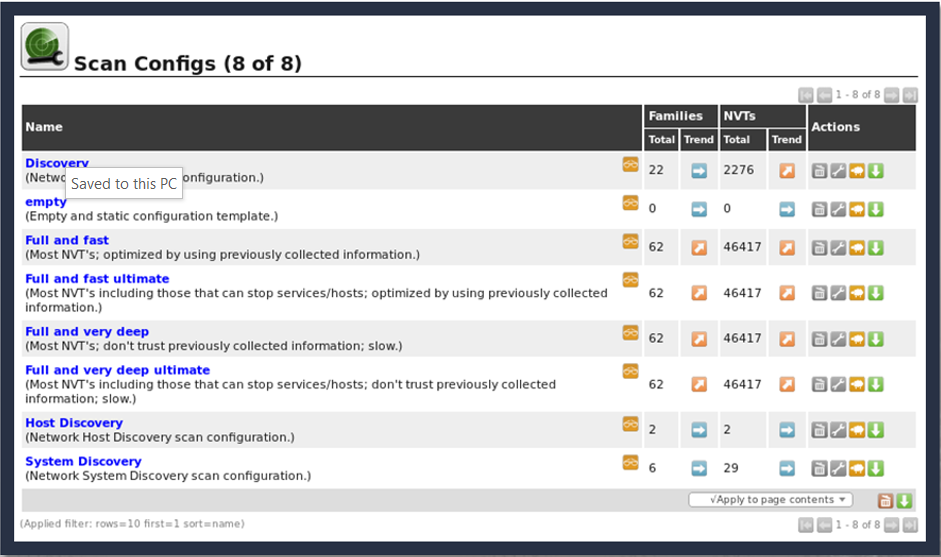 Scan Configs (8 of 8)
1 - 8 of 8
Name
Families
NVTs
Actions
Total
Trend
Total
Trend
Discovery
22
2276
(Netwo
onfiguration.)
Saved to this PC
empty
0
0
(Empty and static configuration template.)
Full and fast
62
46417
(Most NVT's; optimized by using previously collected information.)
Full and fast ultimate
(Most NVT's including those that can stop services/hosts; optimized by using previously collected
62
46417
information.)
Full and very deep
62
46417
(Most NVT's; don't trust previously collected information; slow.)
Full and very deep ultimate
(Most NVT's including those that can stop services/hosts; don't trust previously collected
62
46417
information; slow.)
Host Discovery
2
2
(Network Host Discovery scan configuration.)
System Discovery
6
29
(Network System Discovery scan configuration.)
√Apply to page contents
(Applied filter: rows=10 first=1 sort=name)
1 - 8 of 8